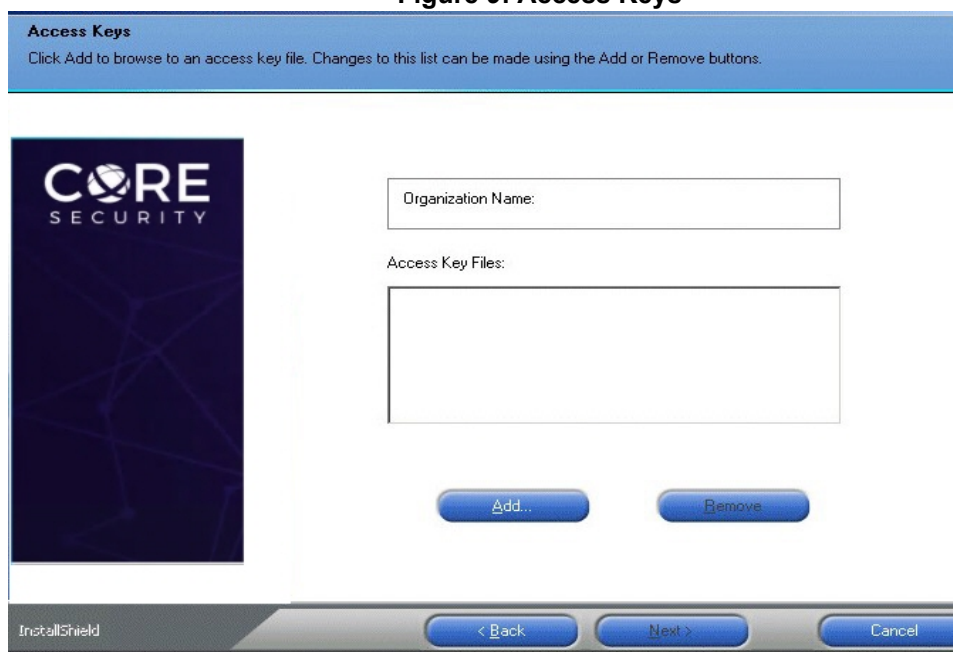 Figure 9. Access Keys
Access Keys
Click Add to browse to an access key file. Changes to this list can be made using the Add or Remove buttons.
CORE
SECURITY
Organization Name:
Access Key Files:
Add...
Remove
InstallShield
< Back
Next >
Cancel